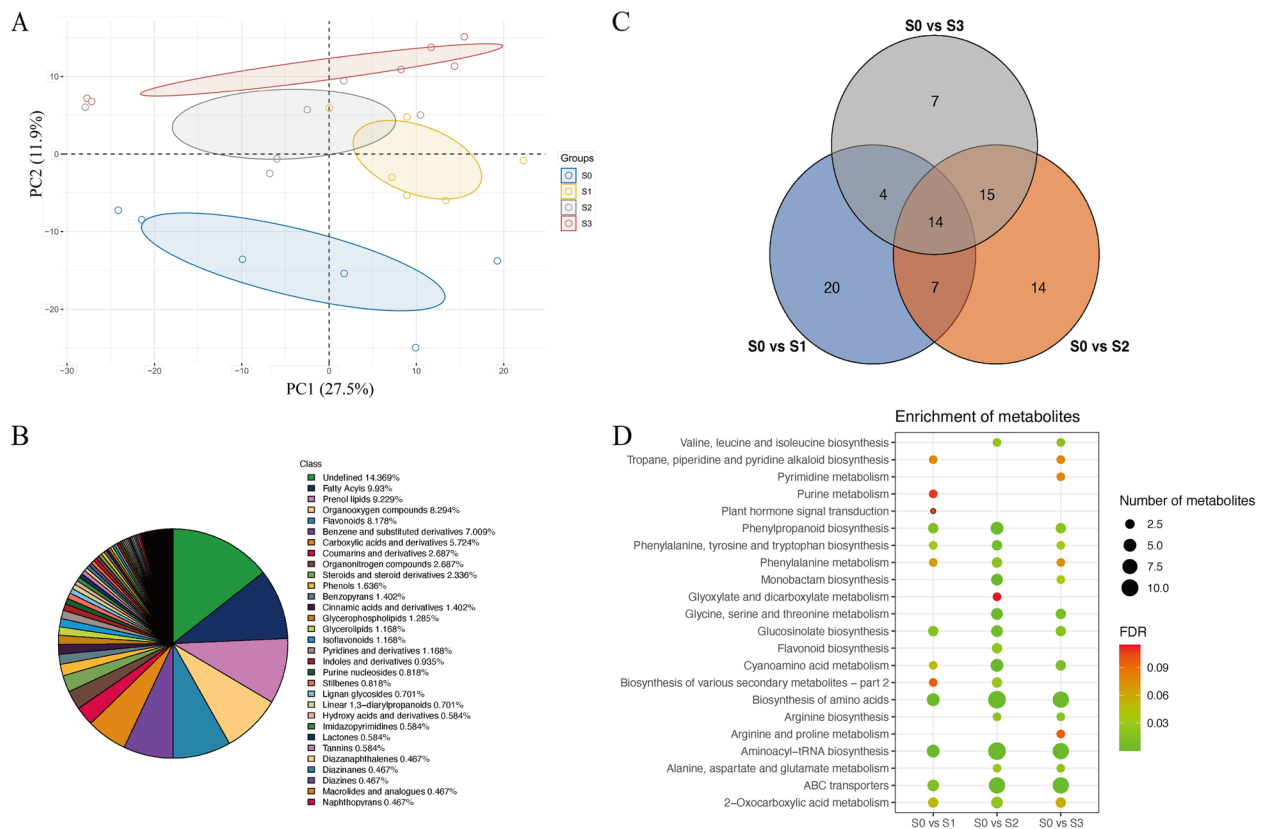 A
10
0
−10
−20
PC2 (11.9%)
−30
−20
−10
0
10
20
PC1 (27.5%)
Groups
S0
S1
S2
S3
B
Class
Undefined 14.369%
Fatty Acyls 9.93%
Prenol lipids 9.229%
Organooxygen compounds 8.294%
Flavonoids 8.178%
Benzene and substituted derivatives 7.009%
Carboxylic acids and derivatives 5.724%
Coumarins and derivatives 2.687%
Organonitrogen compounds 2.687%
Steroids and steroid derivatives 2.336%
Phenols 1.636%
Benzopyrans 1.402%
Cinnamic acids and derivatives 1.402%
Glycerophospholipids 1.285%
Glycerolipids 1.168%
Isoflavonoids 1.168%
Pyridines and derivatives 1.168%
Indoles and derivatives 0.935%
Purine nucleosides 0.818%
Stilbenes 0.818%
Lignan glycosides 0.701%
Linear 1,3−diarylpropanoids 0.701%
Hydroxy acids and derivatives 0.584%
Imidazopyrimidines 0.584%
Lactones 0.584%
Tannins 0.584%
Diazanaphthalenes 0.467%
Diazinanes 0.467%
Diazines 0.467%
Macrolides and analogues 0.467%
Naphthopyrans 0.467%
C
S0 vs S3
7
4
15
14
20
7
14
S0 vs S1
S0 vs S2
D
Enrichment of metabolites
Valine, leucine and isoleucine biosynthesis
Tropane, piperidine and pyridine alkaloid biosynthesis
Pyrimidine metabolism
Purine metabolism
Plant hormone signal transduction
Phenylpropanoid biosynthesis
Phenylalanine, tyrosine and tryptophan biosynthesis
Phenylalanine metabolism
Monobactam biosynthesis
Glyoxylate and dicarboxylate metabolism
Glycine, serine and threonine metabolism
Glucosinolate biosynthesis
Flavonoid biosynthesis
Cyanoamino acid metabolism
Biosynthesis of various secondary metabolites − part 2
Biosynthesis of amino acids
Arginine biosynthesis
Arginine and proline metabolism
Aminoacyl−tRNA biosynthesis
Alanine, aspartate and glutamate metabolism
ABC transporters
2−Oxocarboxylic acid metabolism
S0 vs S1
S0 vs S2
S0 vs S3
Number of metabolites
2.5
5.0
7.5
10.0
FDR
0.09
0.06
0.03